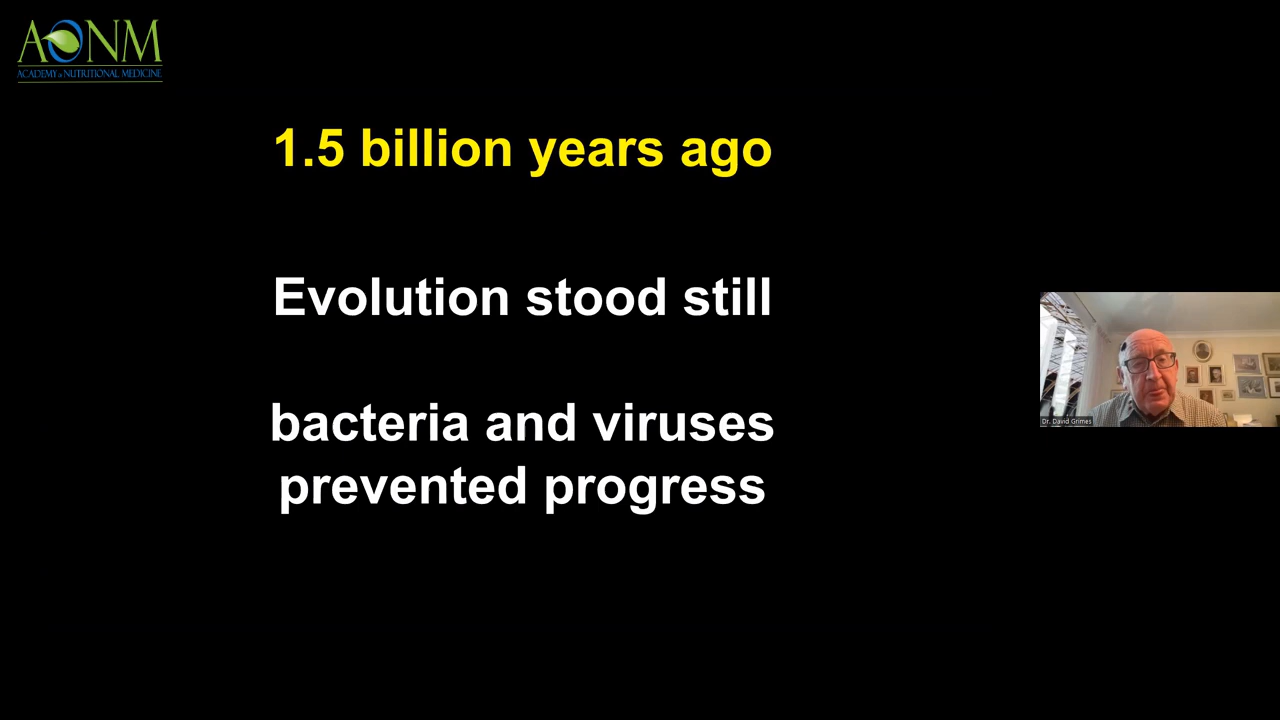 AONM
ACADEMY of NUTRITIONAL MEDICINE
1.5 billion years ago
Evolution stood still
bacteria and viruses
prevented progress
Dr. David Grimes